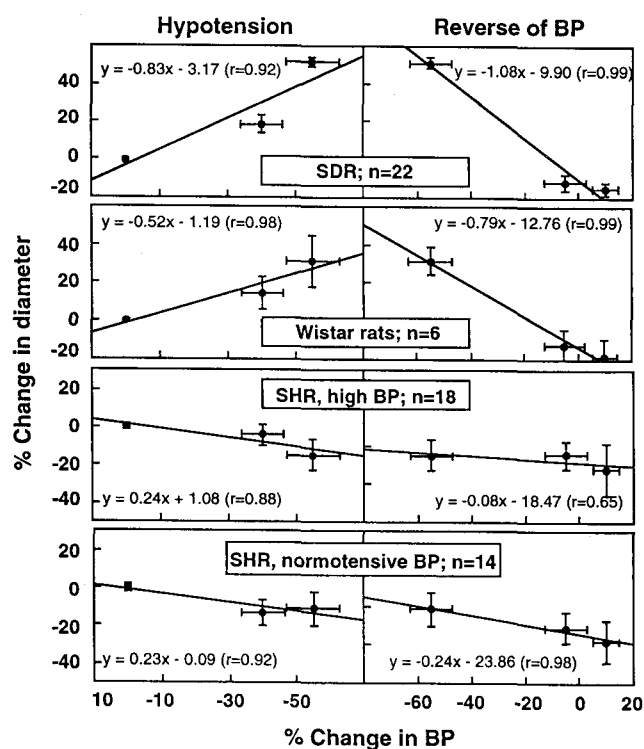 Hypotension
Reverse of BP
% Change in diameter
40
20
0
-20
y = -0.83x - 3.17 (r=0.92)
y = -1.08x - 9.90 (r=0.99)
SDR; n=22
40
20
0
-20
y = -0.52x - 1.19 (r=0.98)
y = -0.79x - 12.76 (r=0.99)
Wistar rats; n=6
20
0
-20
-40
SHR, high BP; n=18
y = 0.24x + 1.08 (r=0.88)
y = -0.08x - 18.47 (r=0.65)
20
0
-20
-40
SHR, normotensive BP; n=14
y = 0.23x - 0.09 (r=0.92)
y = -0.24x - 23.86 (r=0.98)
10 -10 -30 -50 -60 -40 -20 0 20
% Change in BP